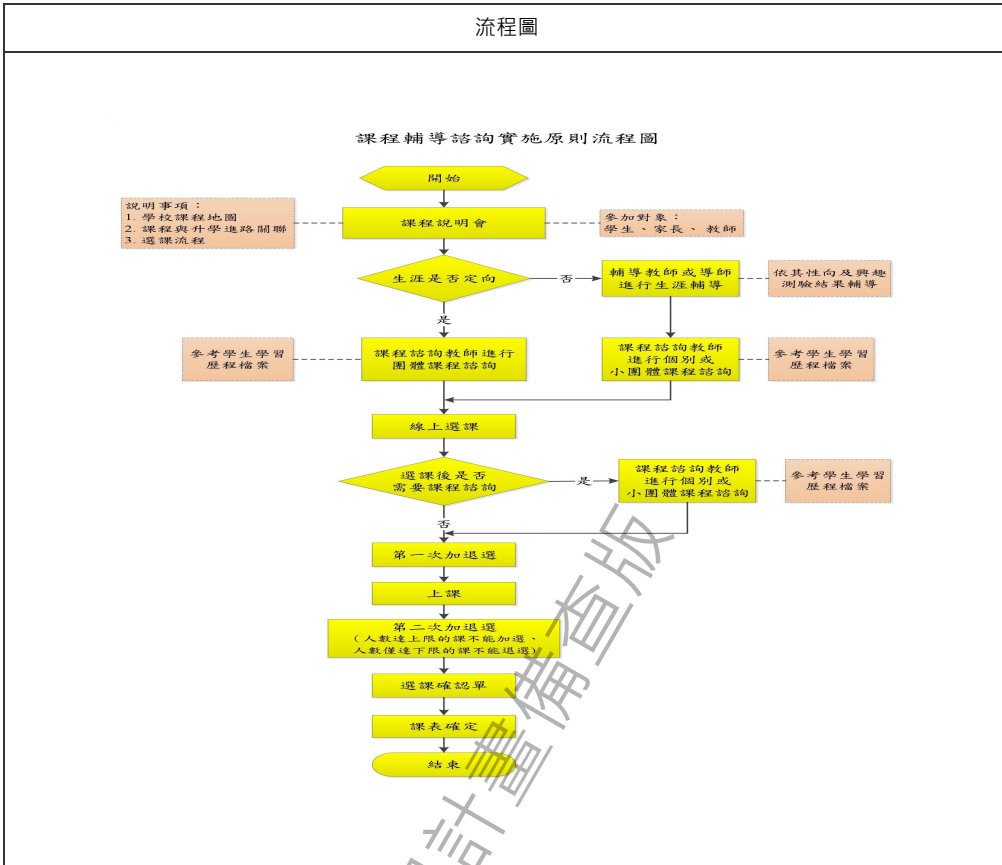 流程圖
課程輔導諮詢實施原則流程圖
開始
說明事項：
1. 學校課程地圖
2. 課程與升學進路關聯
3. 選課流程
課程說明會
參加對象：
學生、家長、教師
生涯是否定向
否
輔導教師或導師
進行生涯輔導
依其性向及興趣
測驗結果輔導
是
參考學生學習
歷程檔案
課程諮詢教師進行
團體課程諮詢
課程諮詢教師
進行個別或
小團體課程諮詢
參考學生學習
歷程檔案
線上選課
選課後是否
需要課程諮詢
是
課程諮詢教師
進行個別或
小團體課程諮詢
參考學生學習
歷程檔案
否
第一次加退選
上課
第二次加退選
（人數達上限的課不能加選、
人數僅達下限的課不能退選）
選課確認單
課表確定
結束
計畫備查版